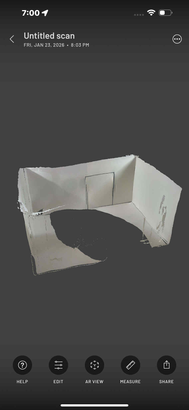 7:00
Untitled scan
FRI, JAN 23, 2026 • 8:03 PM
HELP
EDIT
AR VIEW
MEASURE
SHARE